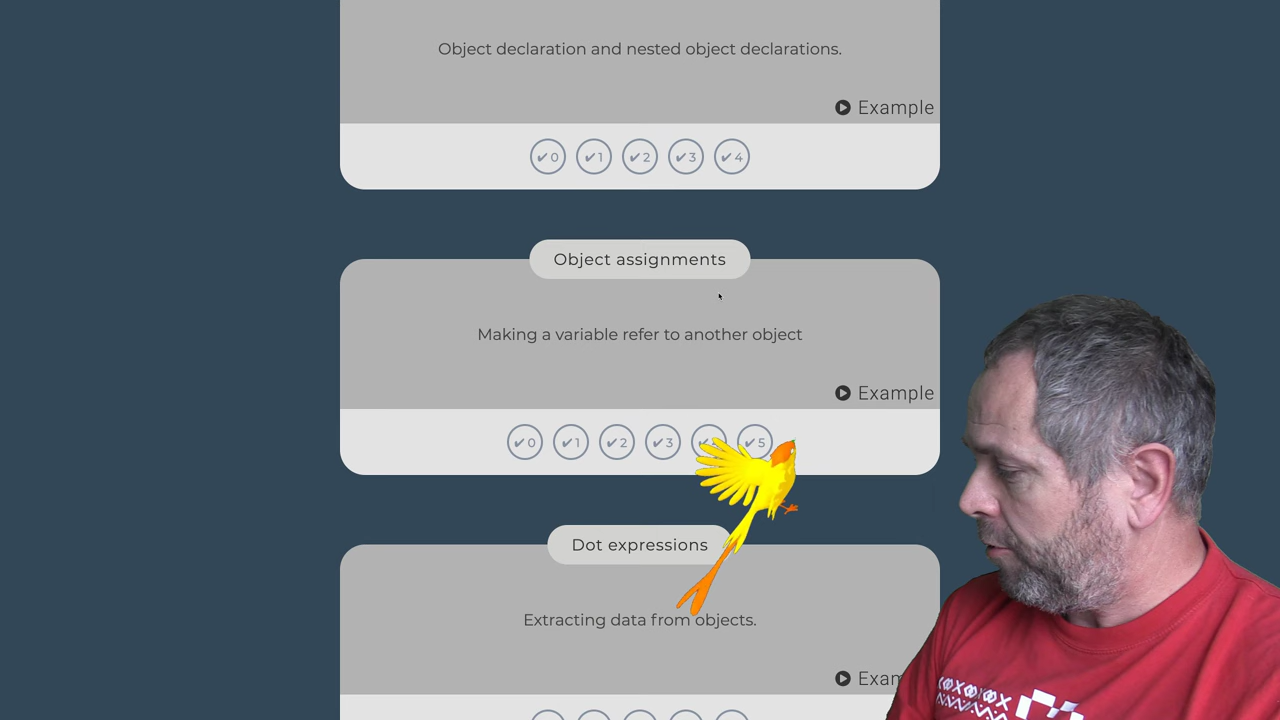 Object declaration and nested object declarations.
Example
✔0 ✔1 ✔2 ✔3 ✔4
Object assignments
Making a variable refer to another object
Example
✔0 ✔1 ✔2 ✔3 ✔5
Dot expressions
Extracting data from objects.